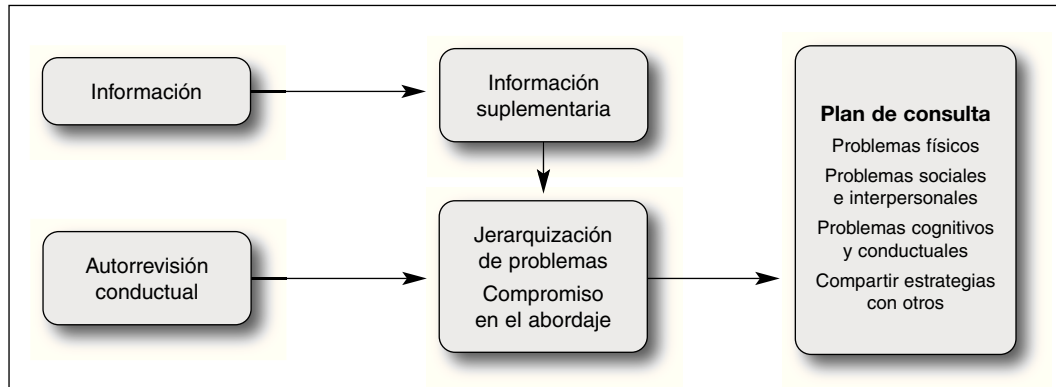 Información
Información
suplementaria
Autorrevisión
conductual
Jerarquización
de problemas
Compromiso
en el abordaje
Plan de consulta
Problemas físicos
Problemas sociales
e interpersonales
Problemas cognitivos
y conductuales
Compartir estrategias
con otros